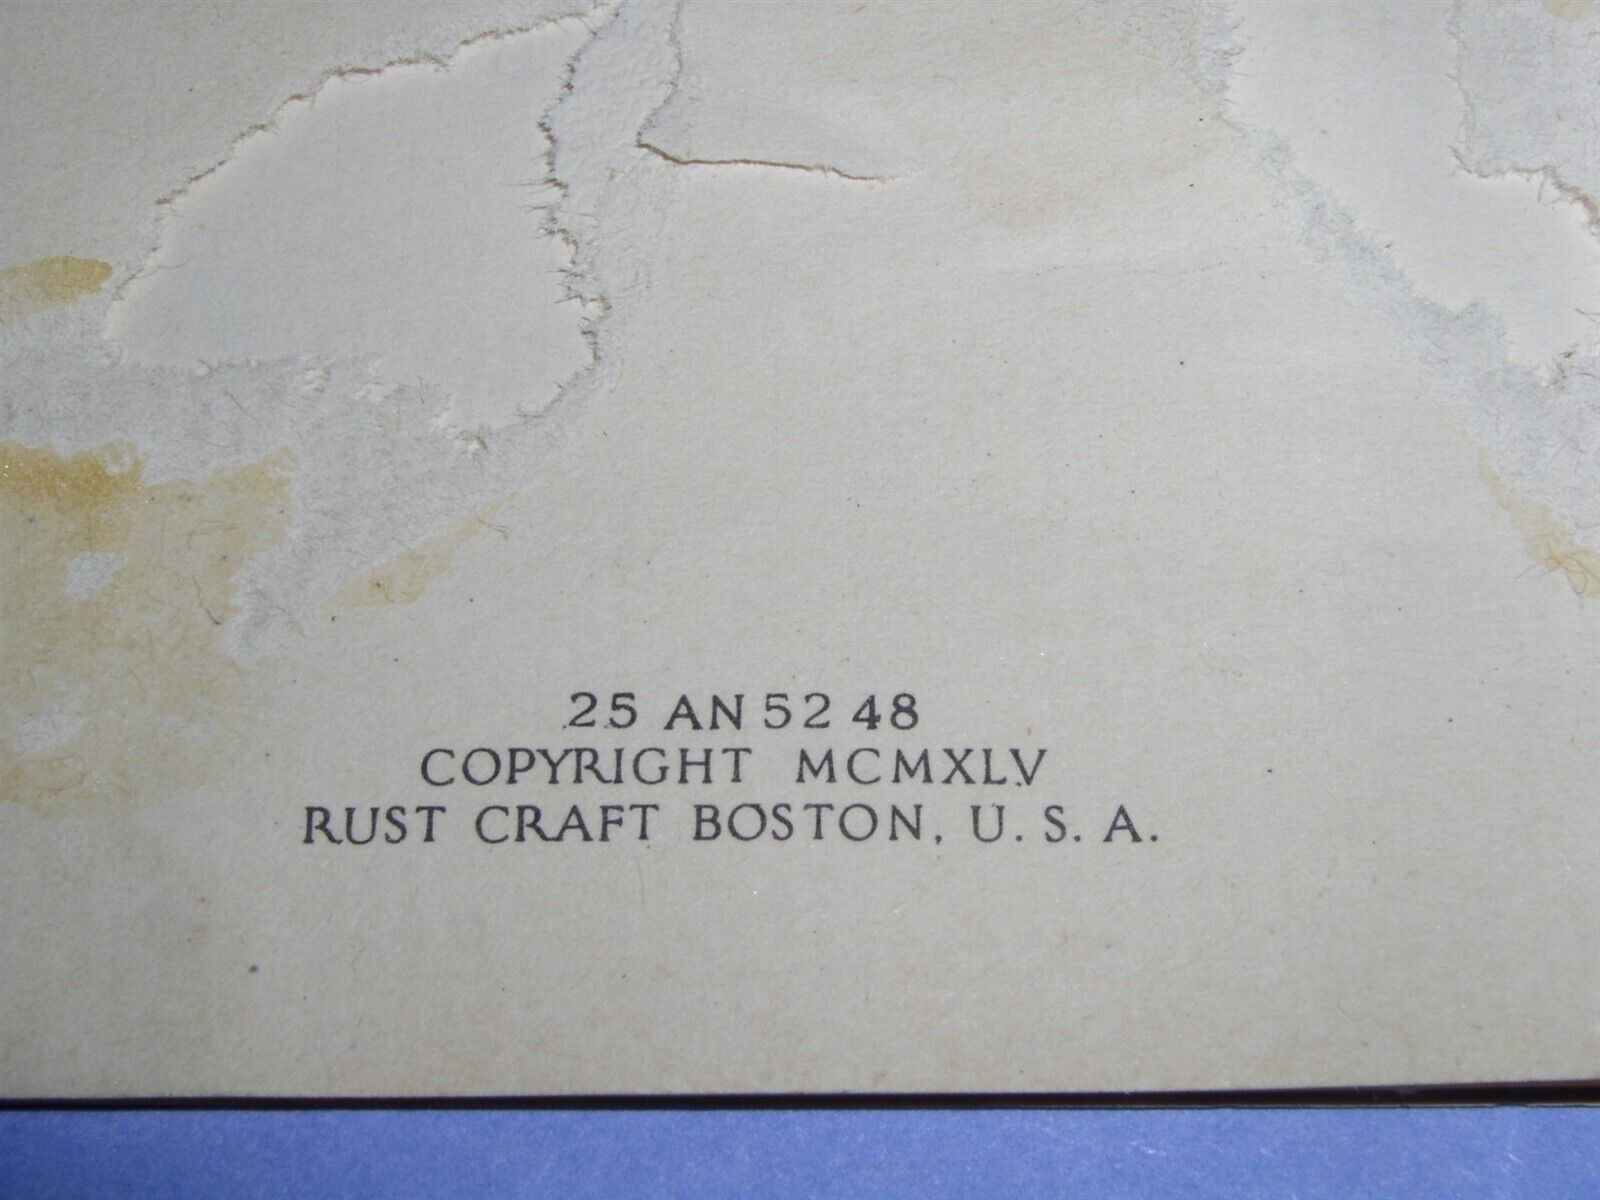 25 AN 52 48
COPYRIGHT MCMXLV
RUST CRAFT BOSTON, U. S. A.